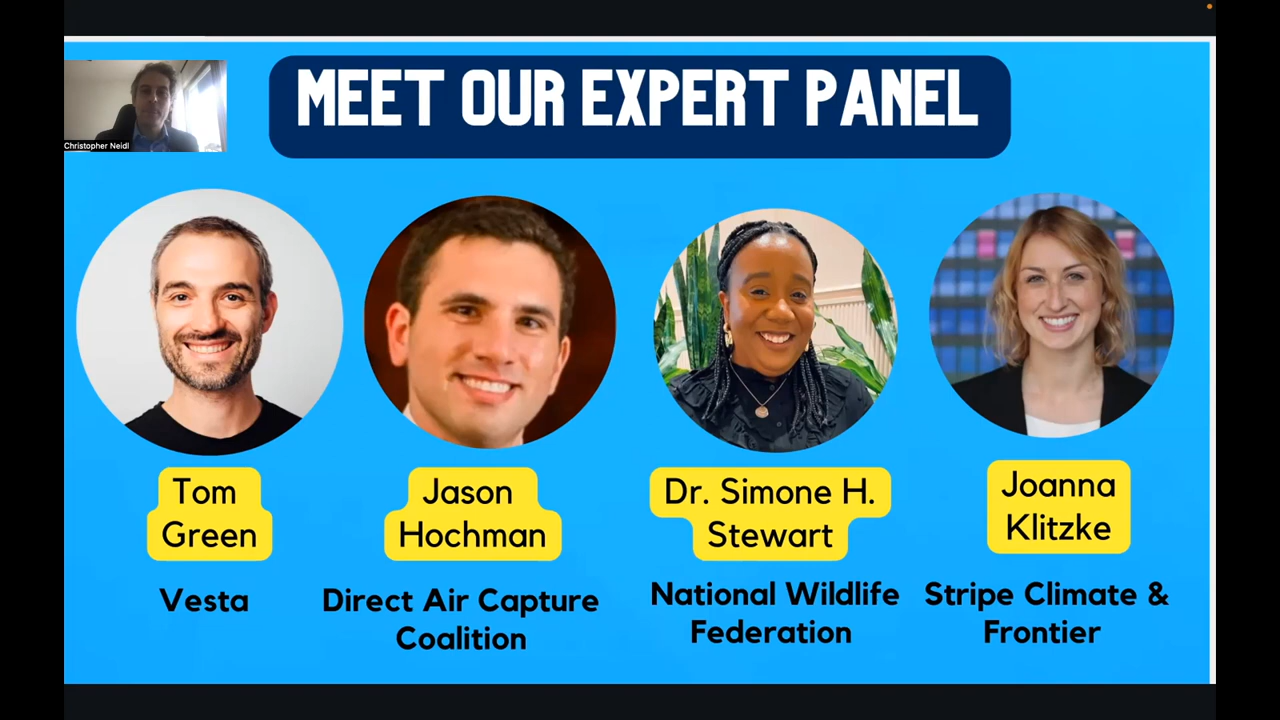 MEET OUR EXPERT PANEL
Christopher Neidl
Tom
Green
Vesta
Jason
Hochman
Direct Air Capture
Coalition
Dr. Simone H.
Stewart
National Wildlife
Federation
Joanna
Klitzke
Stripe Climate &
Frontier